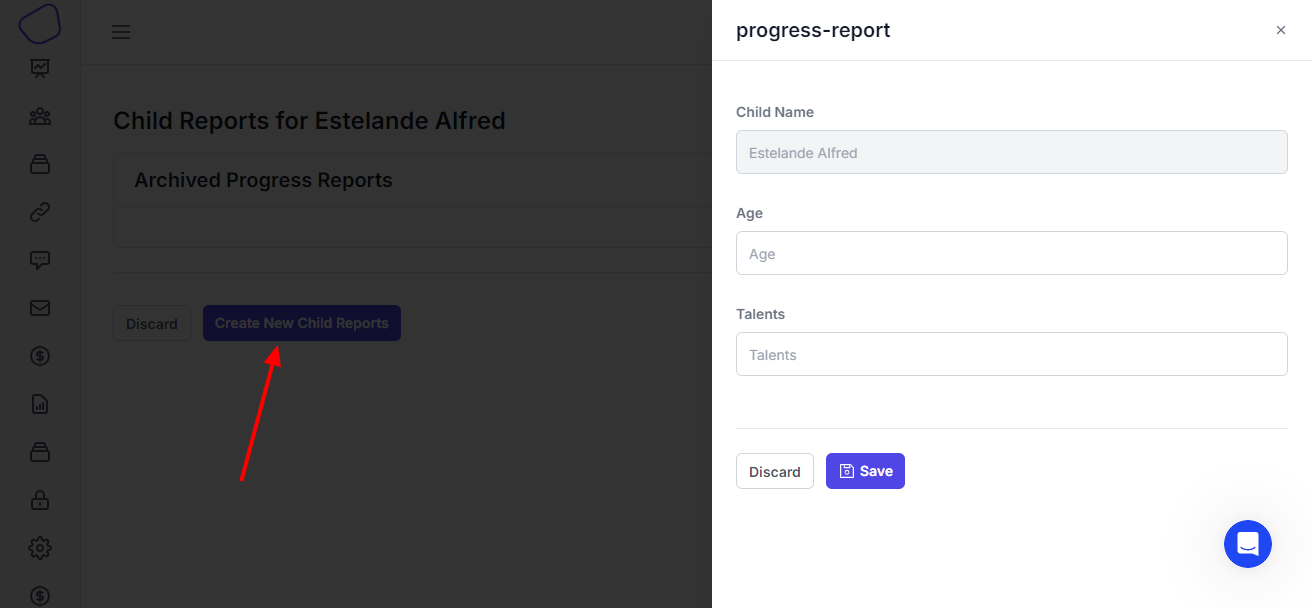 Child Reports for Estelande Alfred
Archived Progress Reports
Discard
Create New Child Reports
progress-report
Child Name
Estelande Alfred
Age
Age
Talents
Talents
Discard
Save